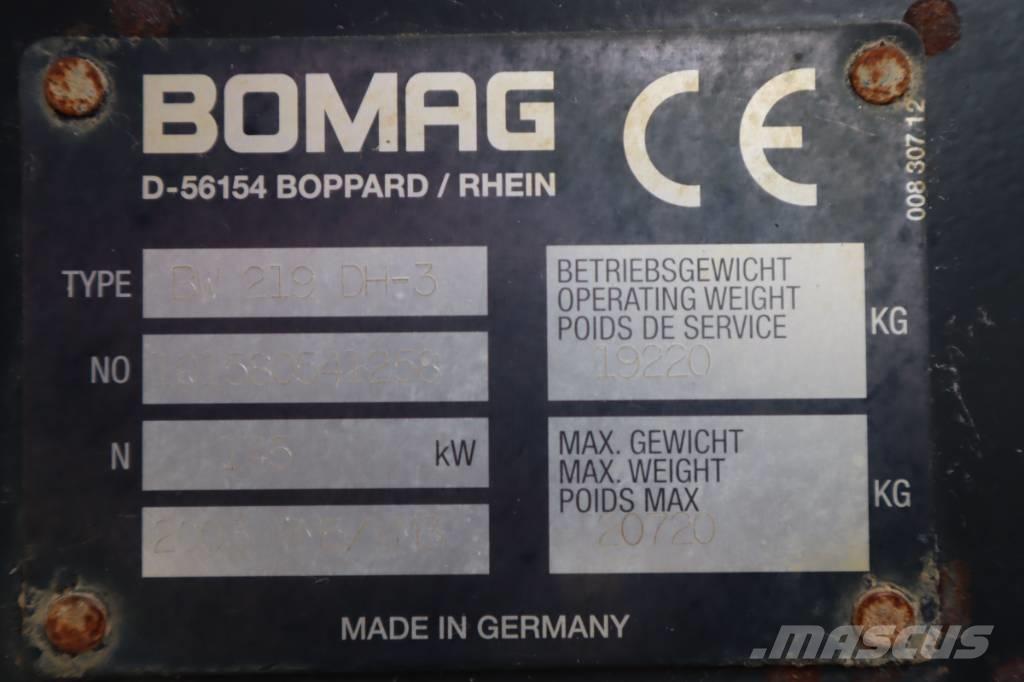 BOMAG CE
D-56154 BOPPARD / RHEIN
008 307 12
TYPE BW 219 DH-3
NO
N kW
BETRIEBSGEWICHT
OPERATING WEIGHT
POIDS DE SERVICE
19220 KG
MAX. GEWICHT
MAX. WEIGHT
POIDS MAX
20720 KG
MADE IN GERMANY
MASCUS